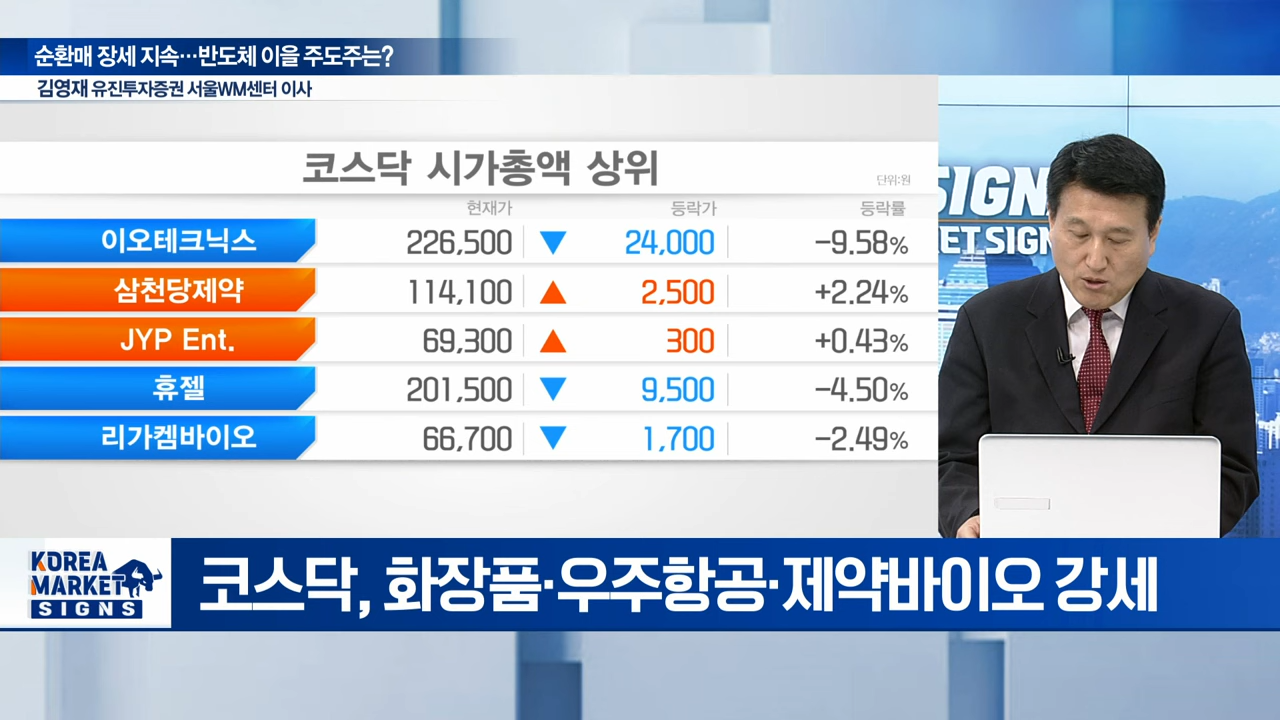 순환매 장세 지속…반도체 이을 주도주는?
김영재 유진투자증권 서울WM센터 이사
코스닥 시가총액 상위
단위:원
현재가 등락가 등락률
이오테크닉스 226,500 ▼ 24,000 -9.58%
삼천당제약 114,100 ▲ 2,500 +2.24%
JYP Ent. 69,300 ▲ 300 +0.43%
휴젤 201,500 ▼ 9,500 -4.50%
리가켐바이오 66,700 ▼ 1,700 -2.49%
SIGN
ET SIGN
KOREA
MARKET
SIGNS
코스닥, 화장품·우주항공·제약바이오 강세